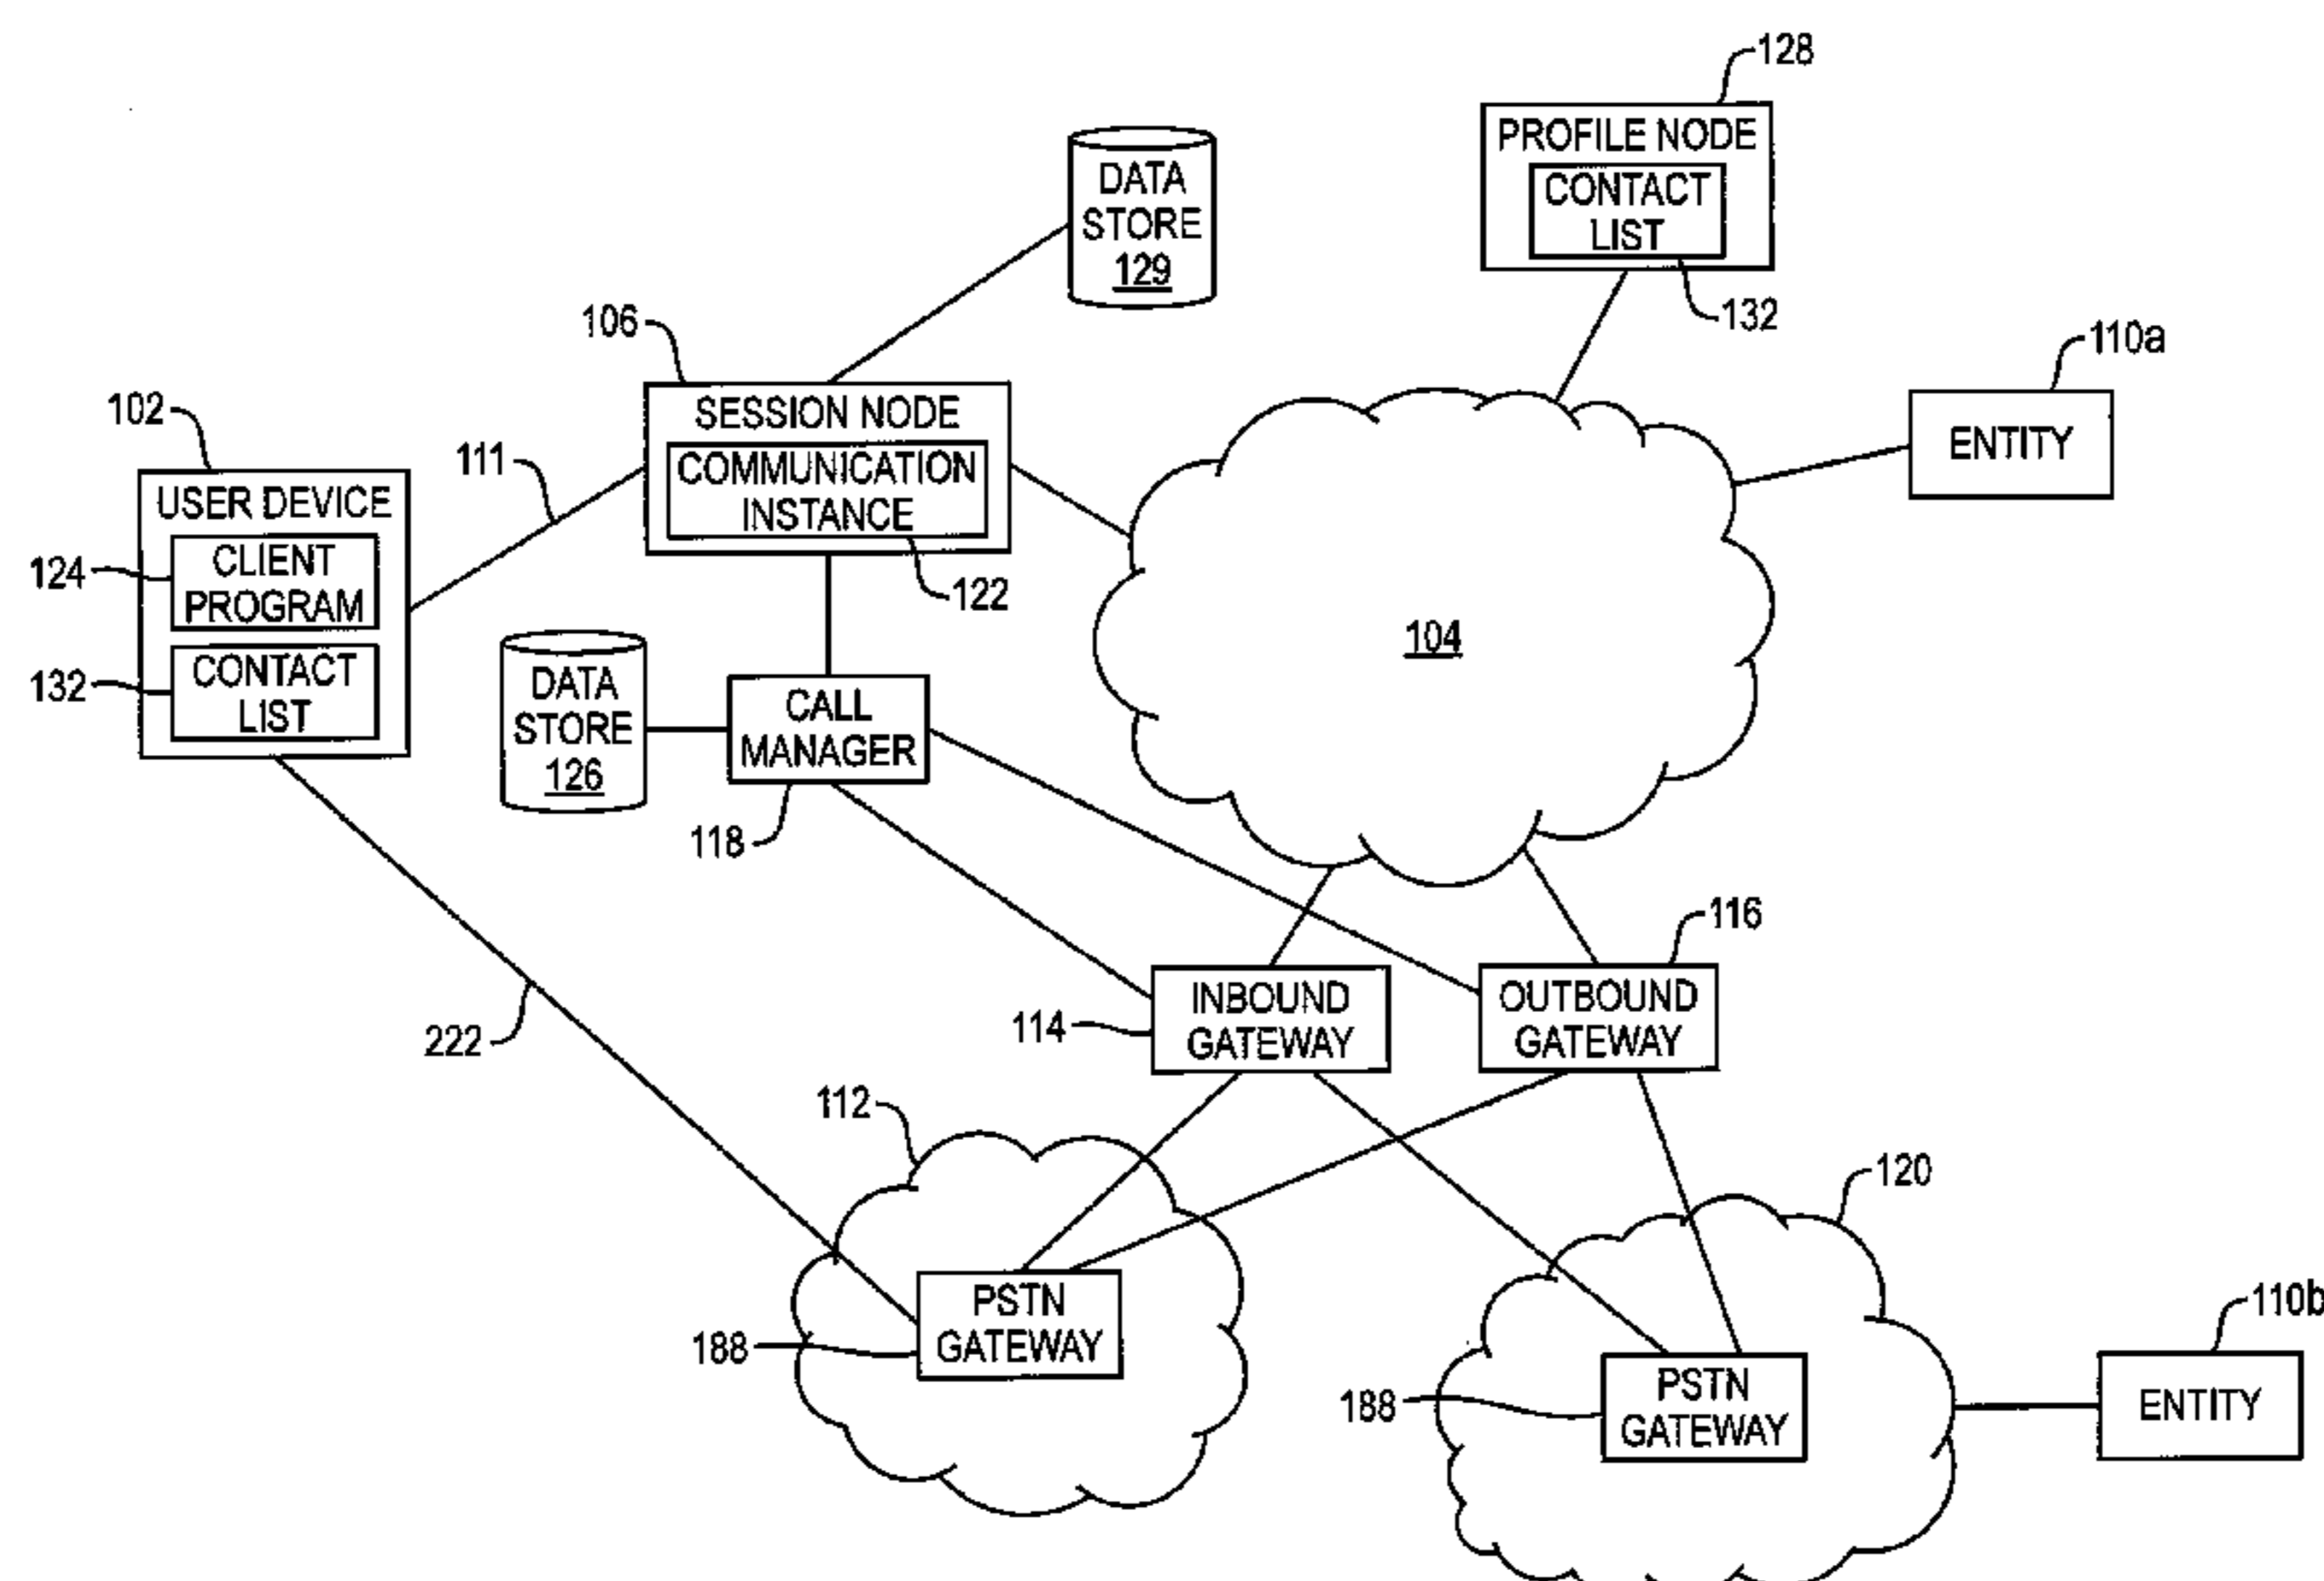 128
PROFILE NODE
CONTACT
LIST
132
DATA
STORE
129
106
SESSION NODE
COMMUNICATION
INSTANCE
122
110a
ENTITY
102
111
USER DEVICE
CLIENT
PROGRAM
124
CONTACT
LIST
132
104
DATA
STORE
126
CALL
MANAGER
118
116
INBOUND
GATEWAY
114
OUTBOUND
GATEWAY
222
112
120
PSTN
GATEWAY
188
110b
PSTN
GATEWAY
188
ENTITY